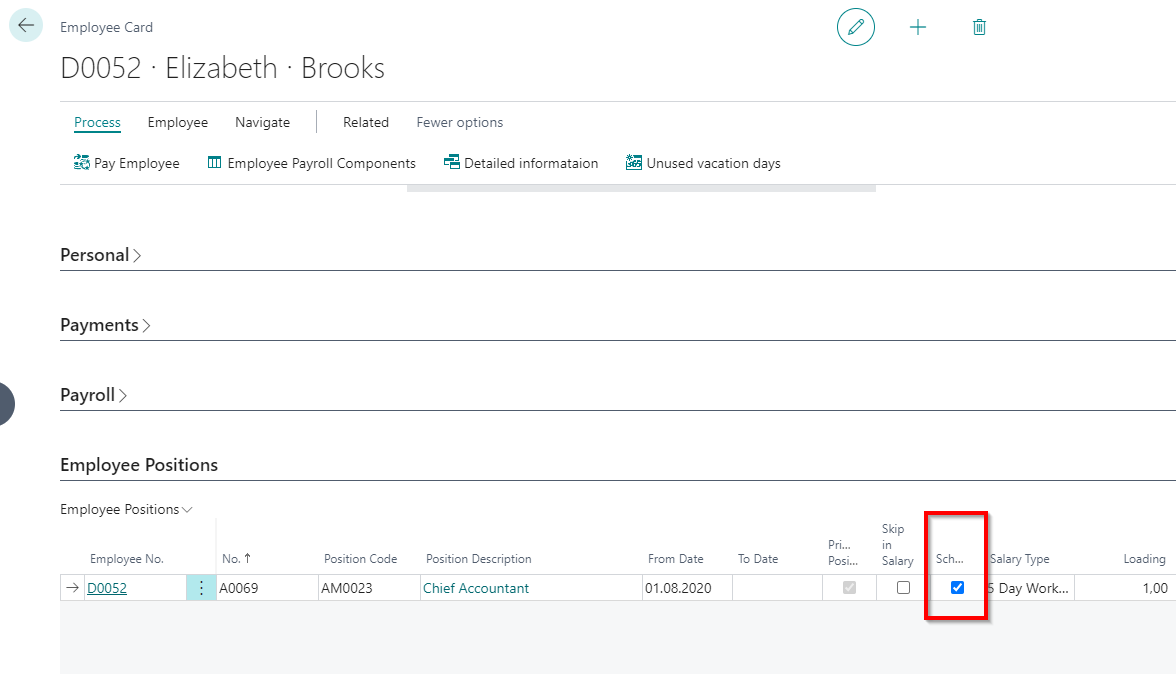 Employee Card
D0052 · Elizabeth · Brooks
Process Employee Navigate Related Fewer options
Pay Employee Employee Payroll Components Detailed informataion Unused vacation days
Personal
Payments
Payroll
Employee Positions
Employee Positions
Employee No. No. ↑ Position Code Position Description From Date To Date Pri... Posi... Skip in Salary Sch... Salary Type Loading
D0052 A0069 AM0023 Chief Accountant 01.08.2020 5 Day Work... 1,00